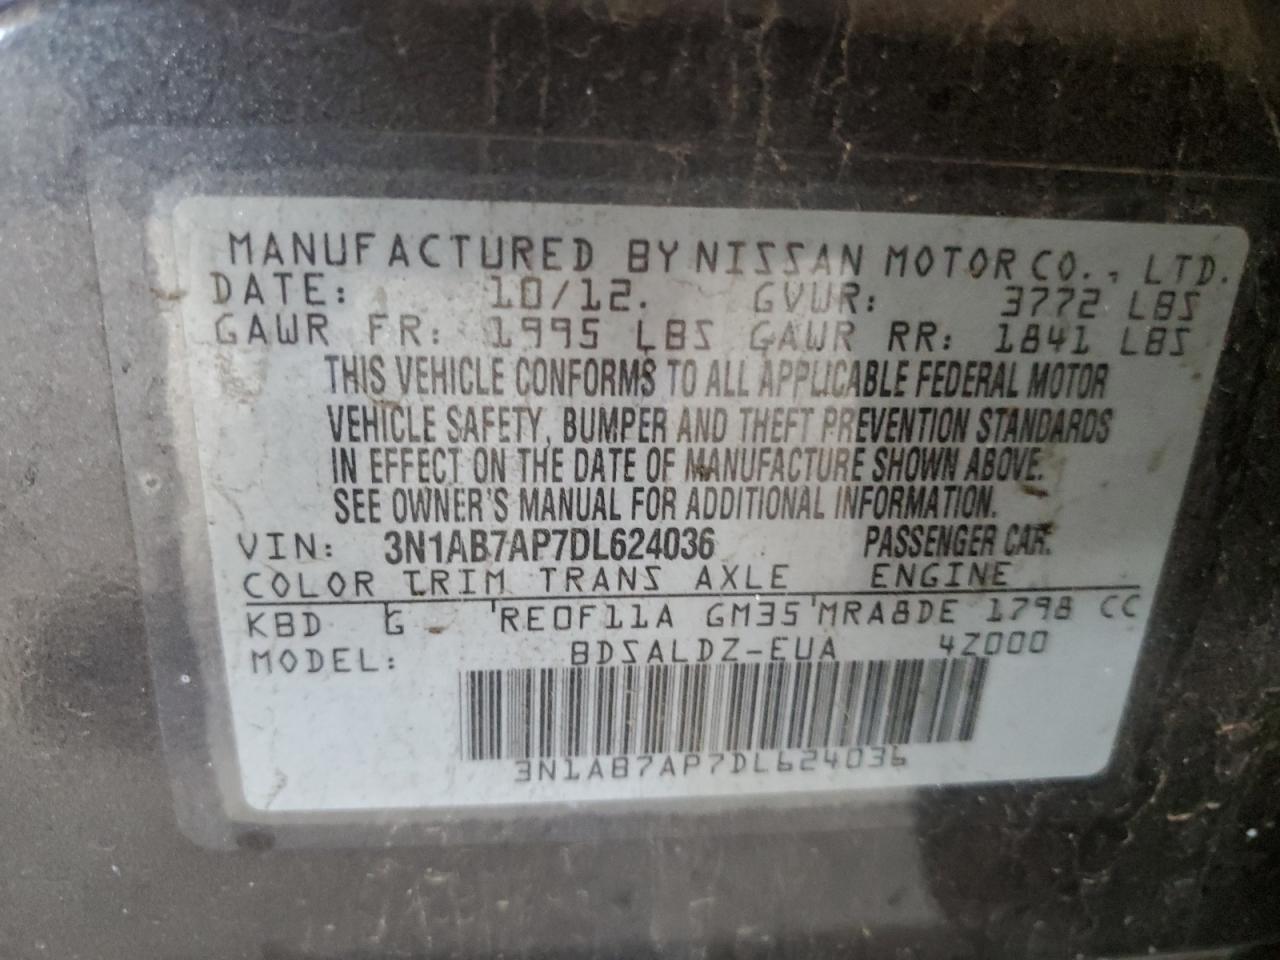 MANUFACTURED BY NISSAN MOTOR CO., LTD.
DATE: 10/12. GVWR: 3772 LBS
GAWR FR: 1995 LBS GAWR RR: 1841 LBS
THIS VEHICLE CONFORMS TO ALL APPLICABLE FEDERAL MOTOR
VEHICLE SAFETY, BUMPER AND THEFT PREVENTION STANDARDS
IN EFFECT ON THE DATE OF MANUFACTURE SHOWN ABOVE.
SEE OWNER'S MANUAL FOR ADDITIONAL INFORMATION.
VIN: 3N1AB7AP7DL624036 PASSENGER CAR.
COLOR TRIM TRANS AXLE ENGINE
KBD G RE0F11A GM35 MRA8DE 1798 CC
MODEL: BDSALDZ-EUA 4Z000
3N1AB7AP7DL624036